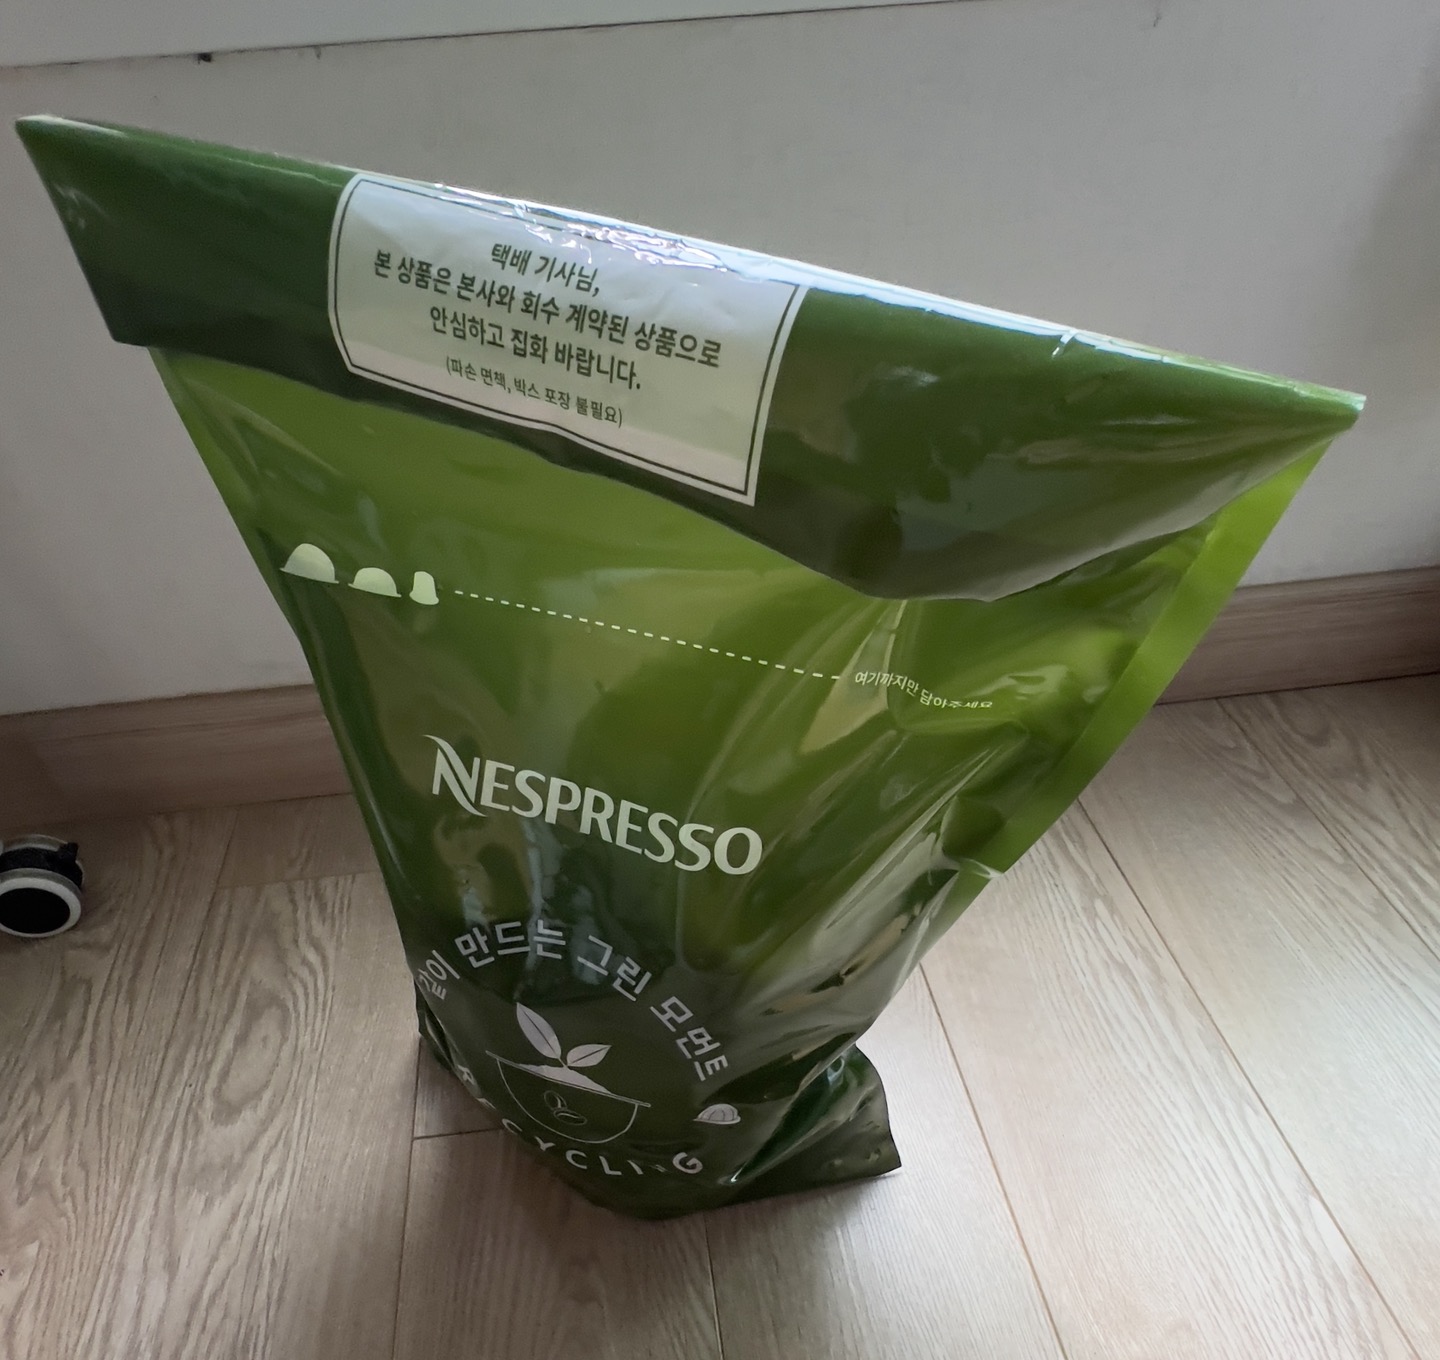 택배 기사님,
본 상품은 본사와 회수 계약된 상품으로
안심하고 집화 바랍니다.
(파손 면책, 박스 포장 불필요)
여기까지만 담아주세요
NESPRESSO
같이 만드는 그린 모먼트
RECYCLING